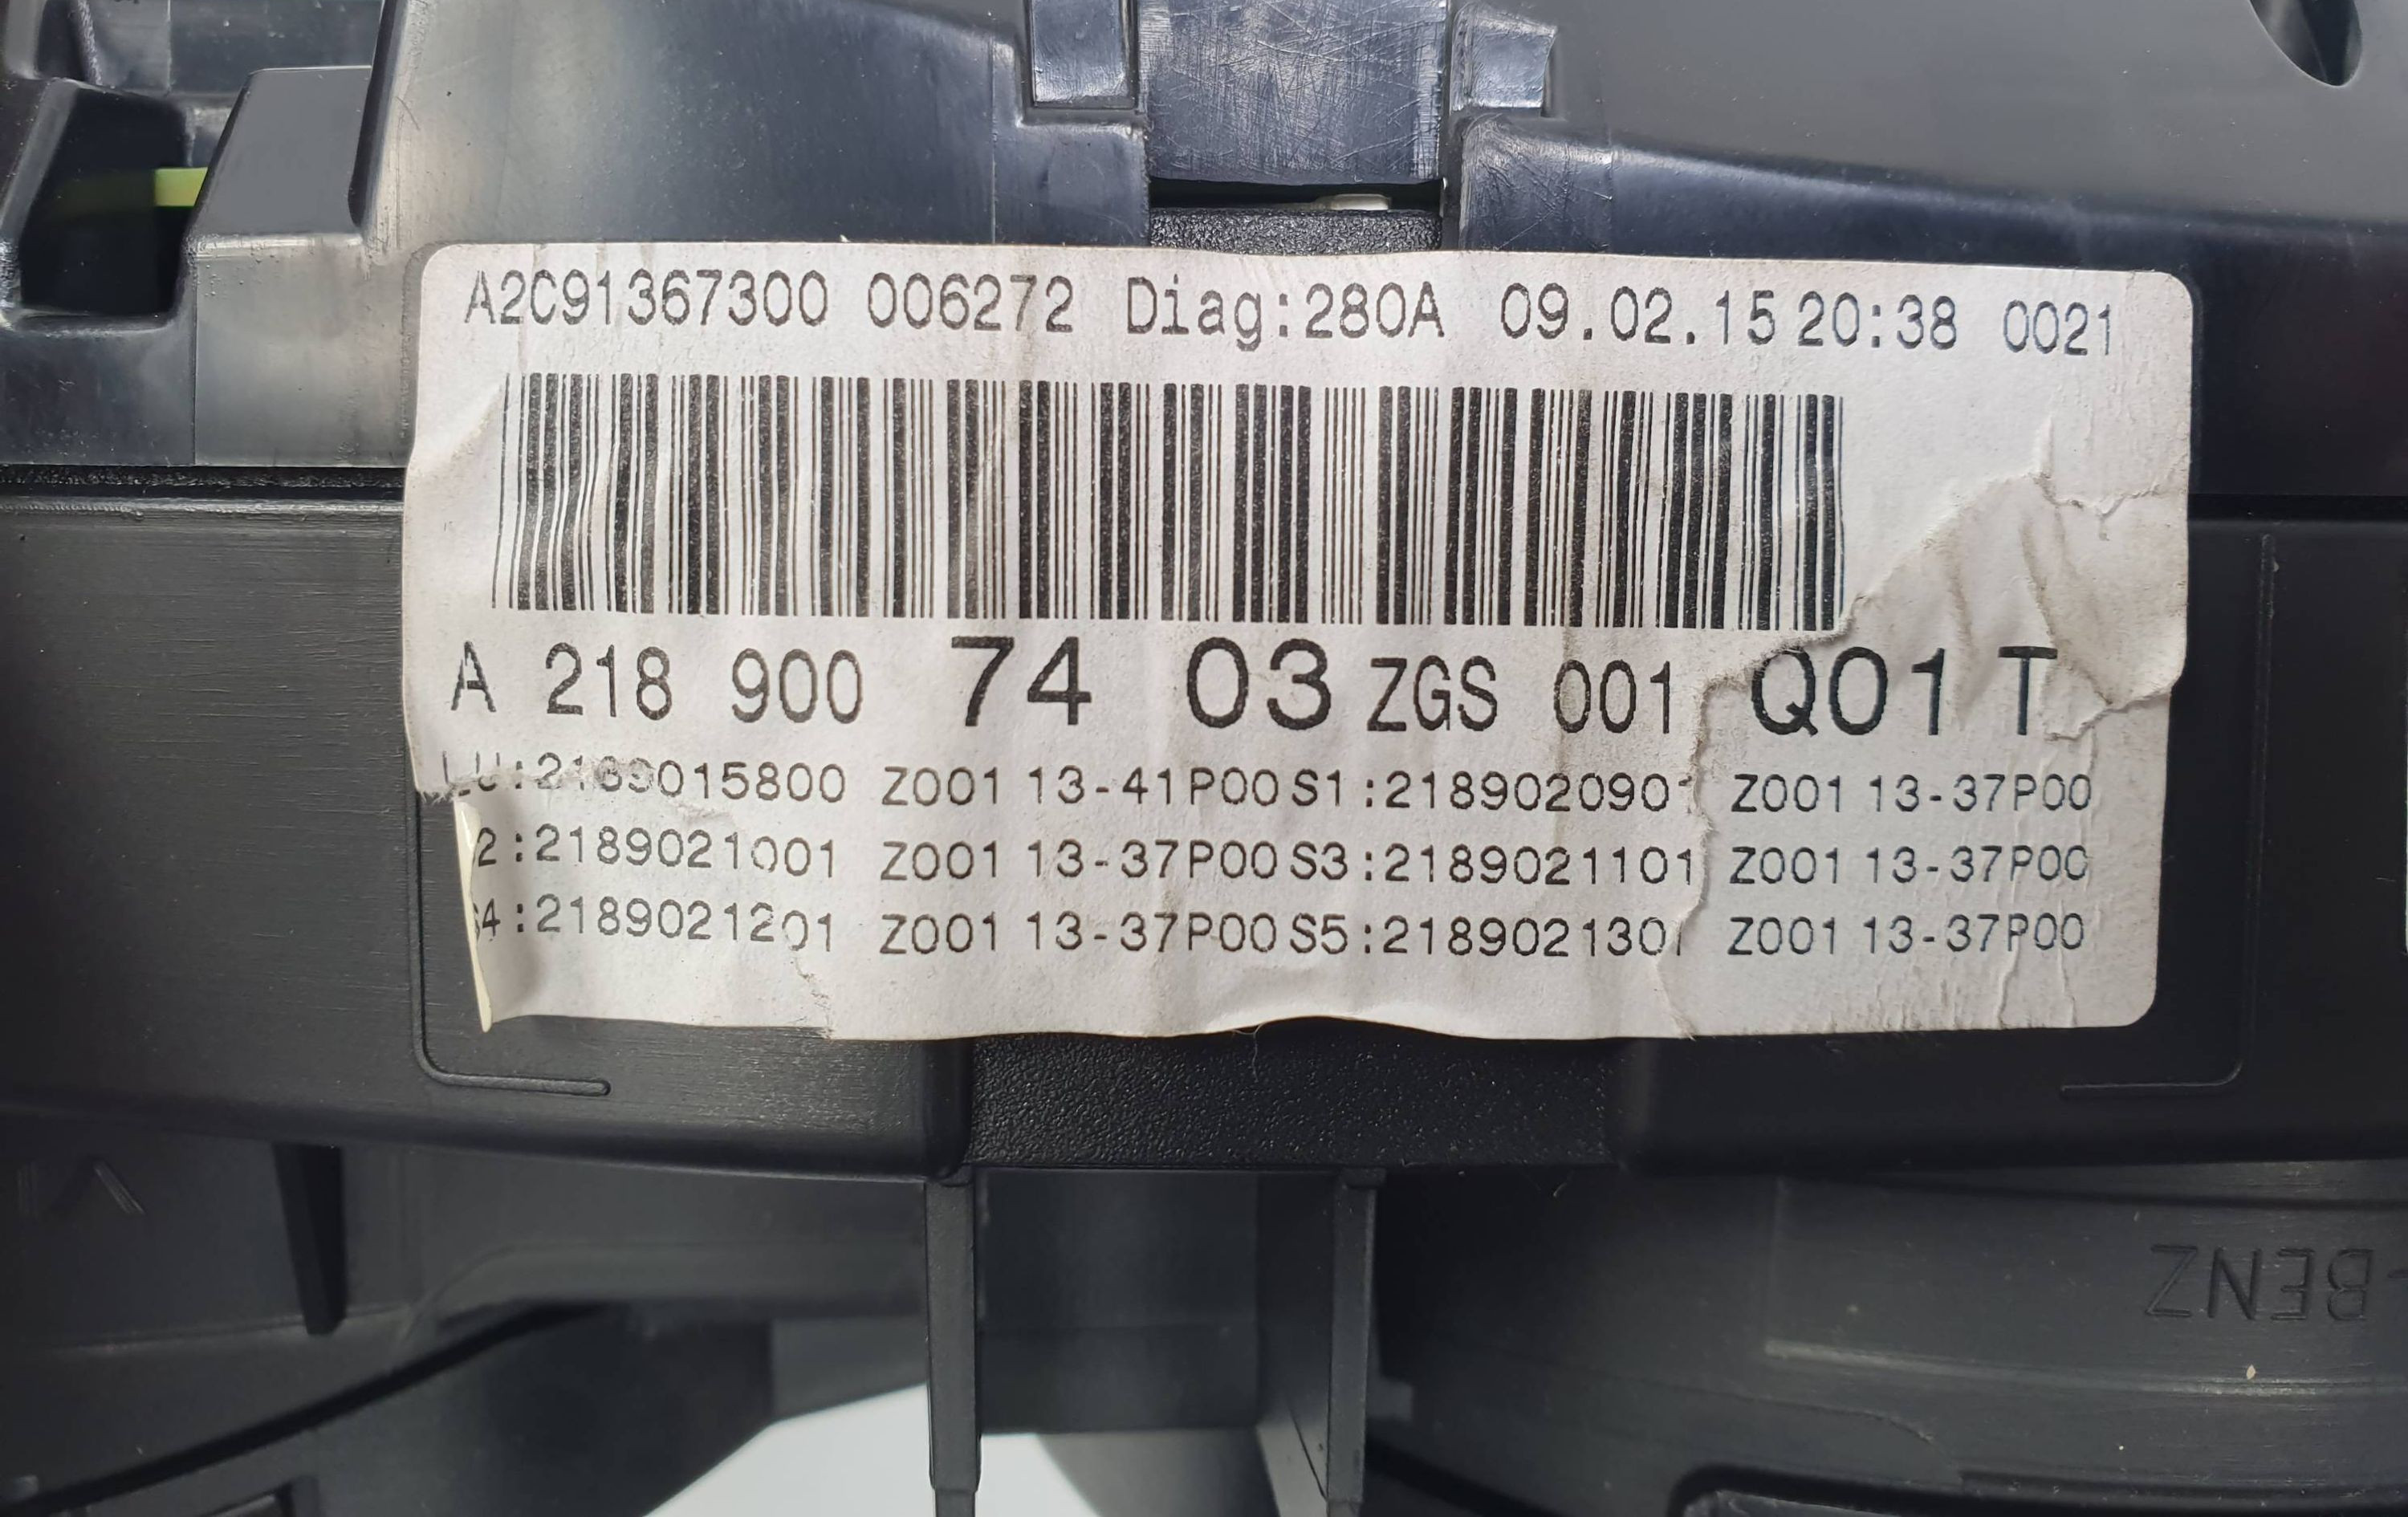 A2C91367300 006272 Diag:280A 09.02.15 20:38 0021
A 218 900 74 03 ZGS 001 Q01 T
Z001 13-41P00 S1:2189020901 Z001 13-37P00
2:2189021001 Z001 13-37P00 S3:2189021101 Z001 13-37P00
S4:2189021201 Z001 13-37P00 S5:2189021301 Z001 13-37P00
-BENZ